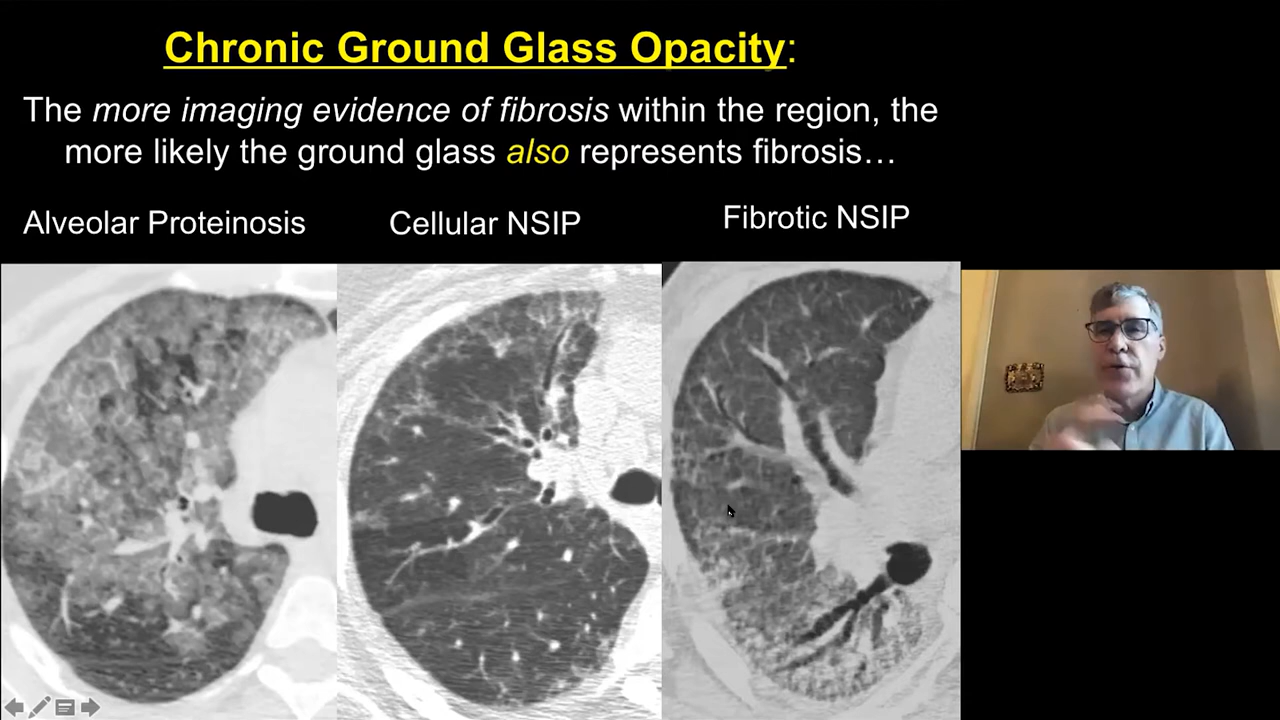 Chronic Ground Glass Opacity:
The more imaging evidence of fibrosis within the region, the
more likely the ground glass also represents fibrosis…
Alveolar Proteinosis
Cellular NSIP
Fibrotic NSIP